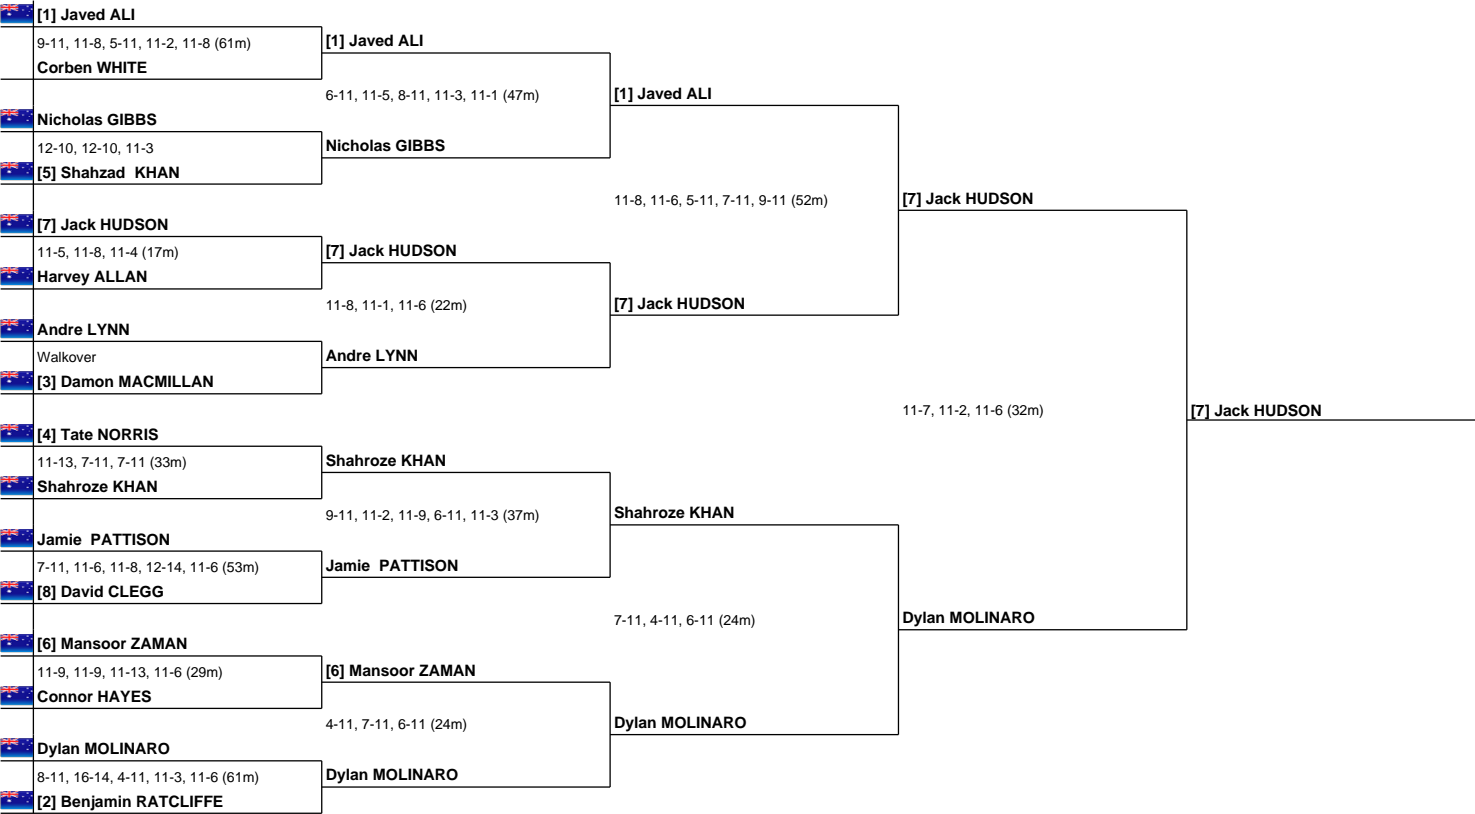 [1] Javed ALI
9-11, 11-8, 5-11, 11-2, 11-8 (61m)
Corben WHITE
Nicholas GIBBS
12-10, 12-10, 11-3
[5] Shahzad  KHAN
[7] Jack HUDSON
11-5, 11-8, 11-4 (17m)
Harvey ALLAN
Andre LYNN
Walkover
[3] Damon MACMILLAN
[4] Tate NORRIS
11-13, 7-11, 7-11 (33m)
Shahroze KHAN
Jamie  PATTISON
7-11, 11-6, 11-8, 12-14, 11-6 (53m)
[8] David CLEGG
[6] Mansoor ZAMAN
11-9, 11-9, 11-13, 11-6 (29m)
Connor HAYES
Dylan MOLINARO
8-11, 16-14, 4-11, 11-3, 11-6 (61m)
[2] Benjamin RATCLIFFE
[1] Javed ALI
6-11, 11-5, 8-11, 11-3, 11-1 (47m)
Nicholas GIBBS
[7] Jack HUDSON
11-8, 11-1, 11-6 (22m)
Andre LYNN
Shahroze KHAN
9-11, 11-2, 11-9, 6-11, 11-3 (37m)
Jamie  PATTISON
[6] Mansoor ZAMAN
4-11, 7-11, 6-11 (24m)
Dylan MOLINARO
[1] Javed ALI
11-8, 11-6, 5-11, 7-11, 9-11 (52m)
[7] Jack HUDSON
Shahroze KHAN
7-11, 4-11, 6-11 (24m)
Dylan MOLINARO
[7] Jack HUDSON
11-7, 11-2, 11-6 (32m)
Dylan MOLINARO
[7] Jack HUDSON